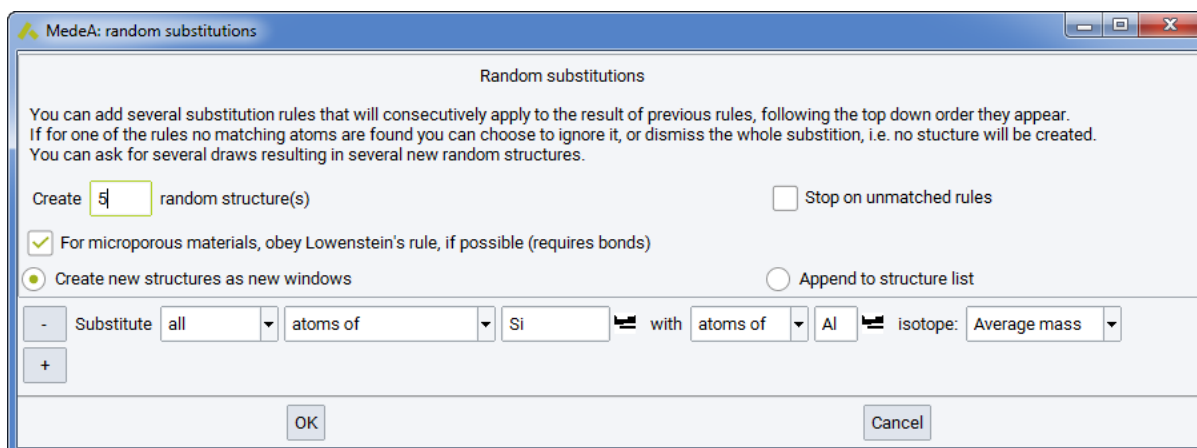 MedeA: random substitutions
Random substitutions
You can add several substitution rules that will consecutively apply to the result of previous rules, following the top down order they appear.
If for one of the rules no matching atoms are found you can choose to ignore it, or dismiss the whole substition, i.e. no stucture will be created.
You can ask for several draws resulting in several new random structures.
Create 5 random structure(s) Stop on unmatched rules
For microporous materials, obey Lowenstein's rule, if possible (requires bonds)
Create new structures as new windows Append to structure list
- Substitute all atoms of Si with atoms of Al isotope: Average mass
+
OK Cancel